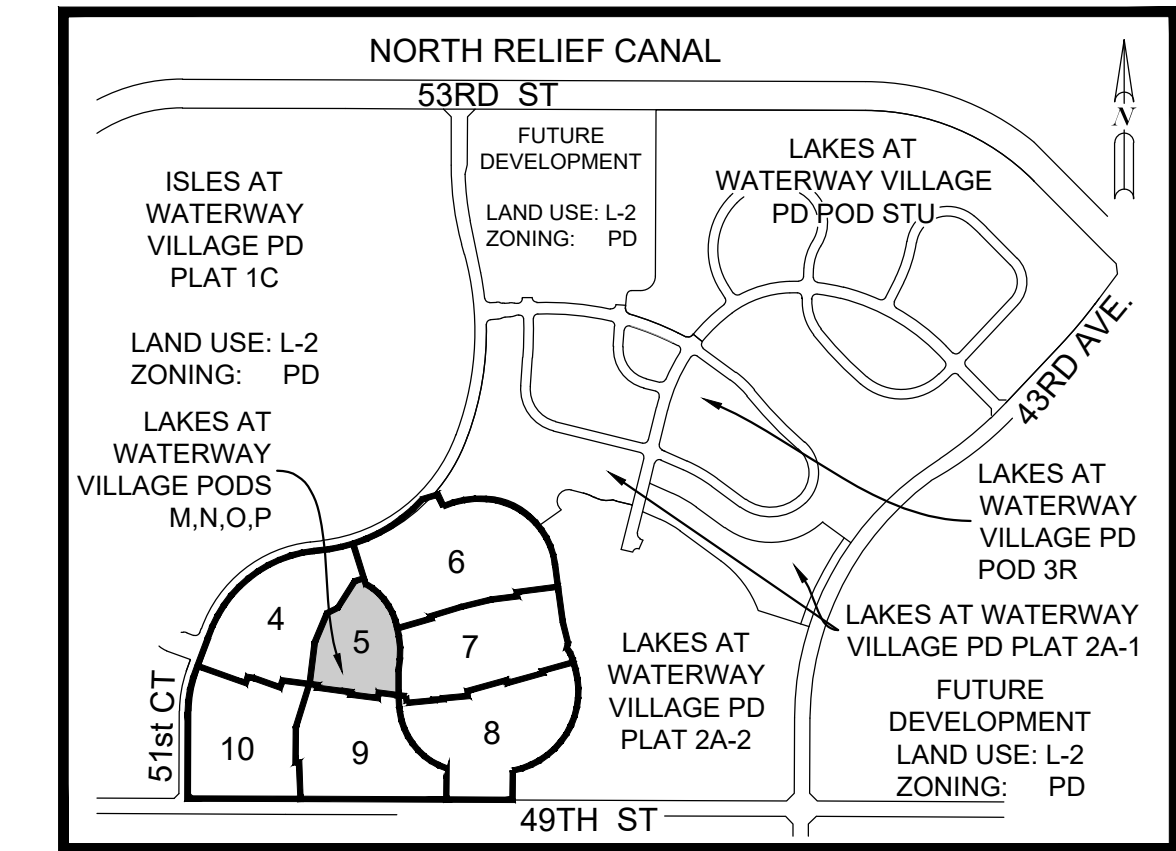 NORTH RELIEF CANAL
53RD ST
N
FUTURE
DEVELOPMENT
LAND USE: L-2
ZONING: PD
LAKES AT
WATERWAY VILLAGE
PD POD STU
ISLES AT
WATERWAY
VILLAGE PD
PLAT 1C
LAND USE: L-2
ZONING: PD
43RD AVE.
LAKES AT
WATERWAY
VILLAGE PODS
M,N,O,P
LAKES AT
WATERWAY
VILLAGE PD
POD 3R
6
4
5
7
LAKES AT WATERWAY
VILLAGE PD PLAT 2A-1
LAKES AT
WATERWAY
VILLAGE PD
PLAT 2A-2
FUTURE
DEVELOPMENT
LAND USE: L-2
ZONING: PD
51st CT
10
9
8
49TH ST